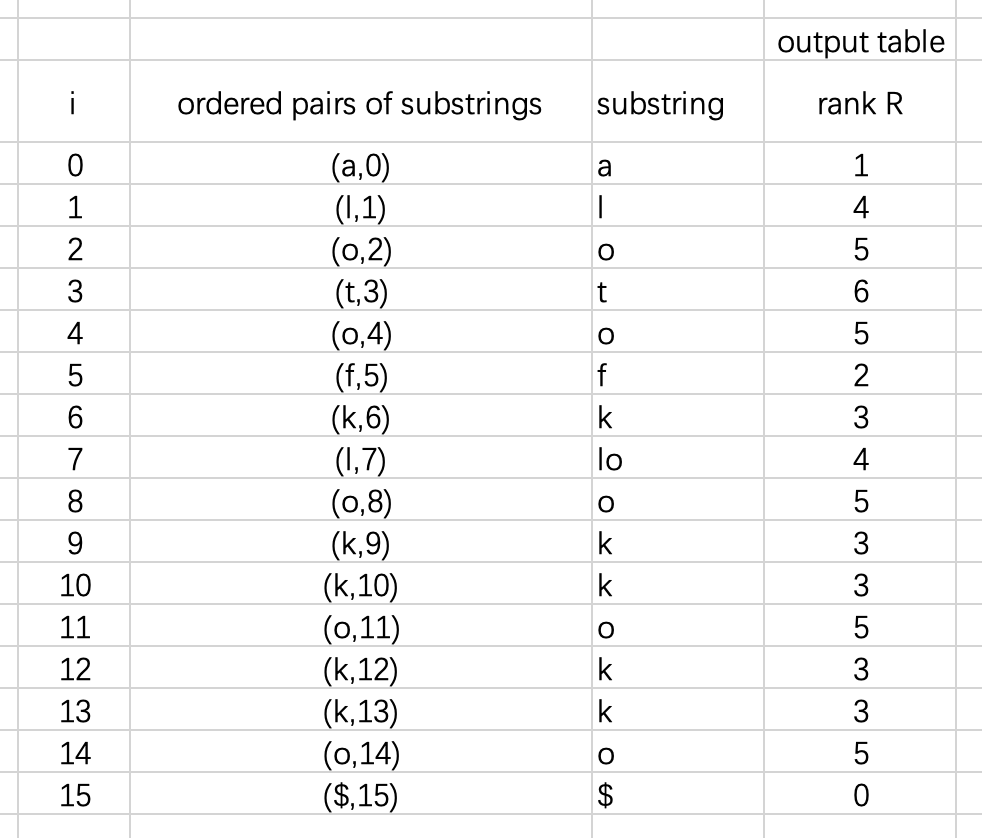 output table
i ordered pairs of substrings substring rank R
0 (a,0) a 1
1 (l,1) l 4
2 (o,2) o 5
3 (t,3) t 6
4 (o,4) o 5
5 (f,5) f 2
6 (k,6) k 3
7 (l,7) lo 4
8 (o,8) o 5
9 (k,9) k 3
10 (k,10) k 3
11 (o,11) o 5
12 (k,12) k 3
13 (k,13) k 3
14 (o,14) o 5
15 ($,15) $ 0